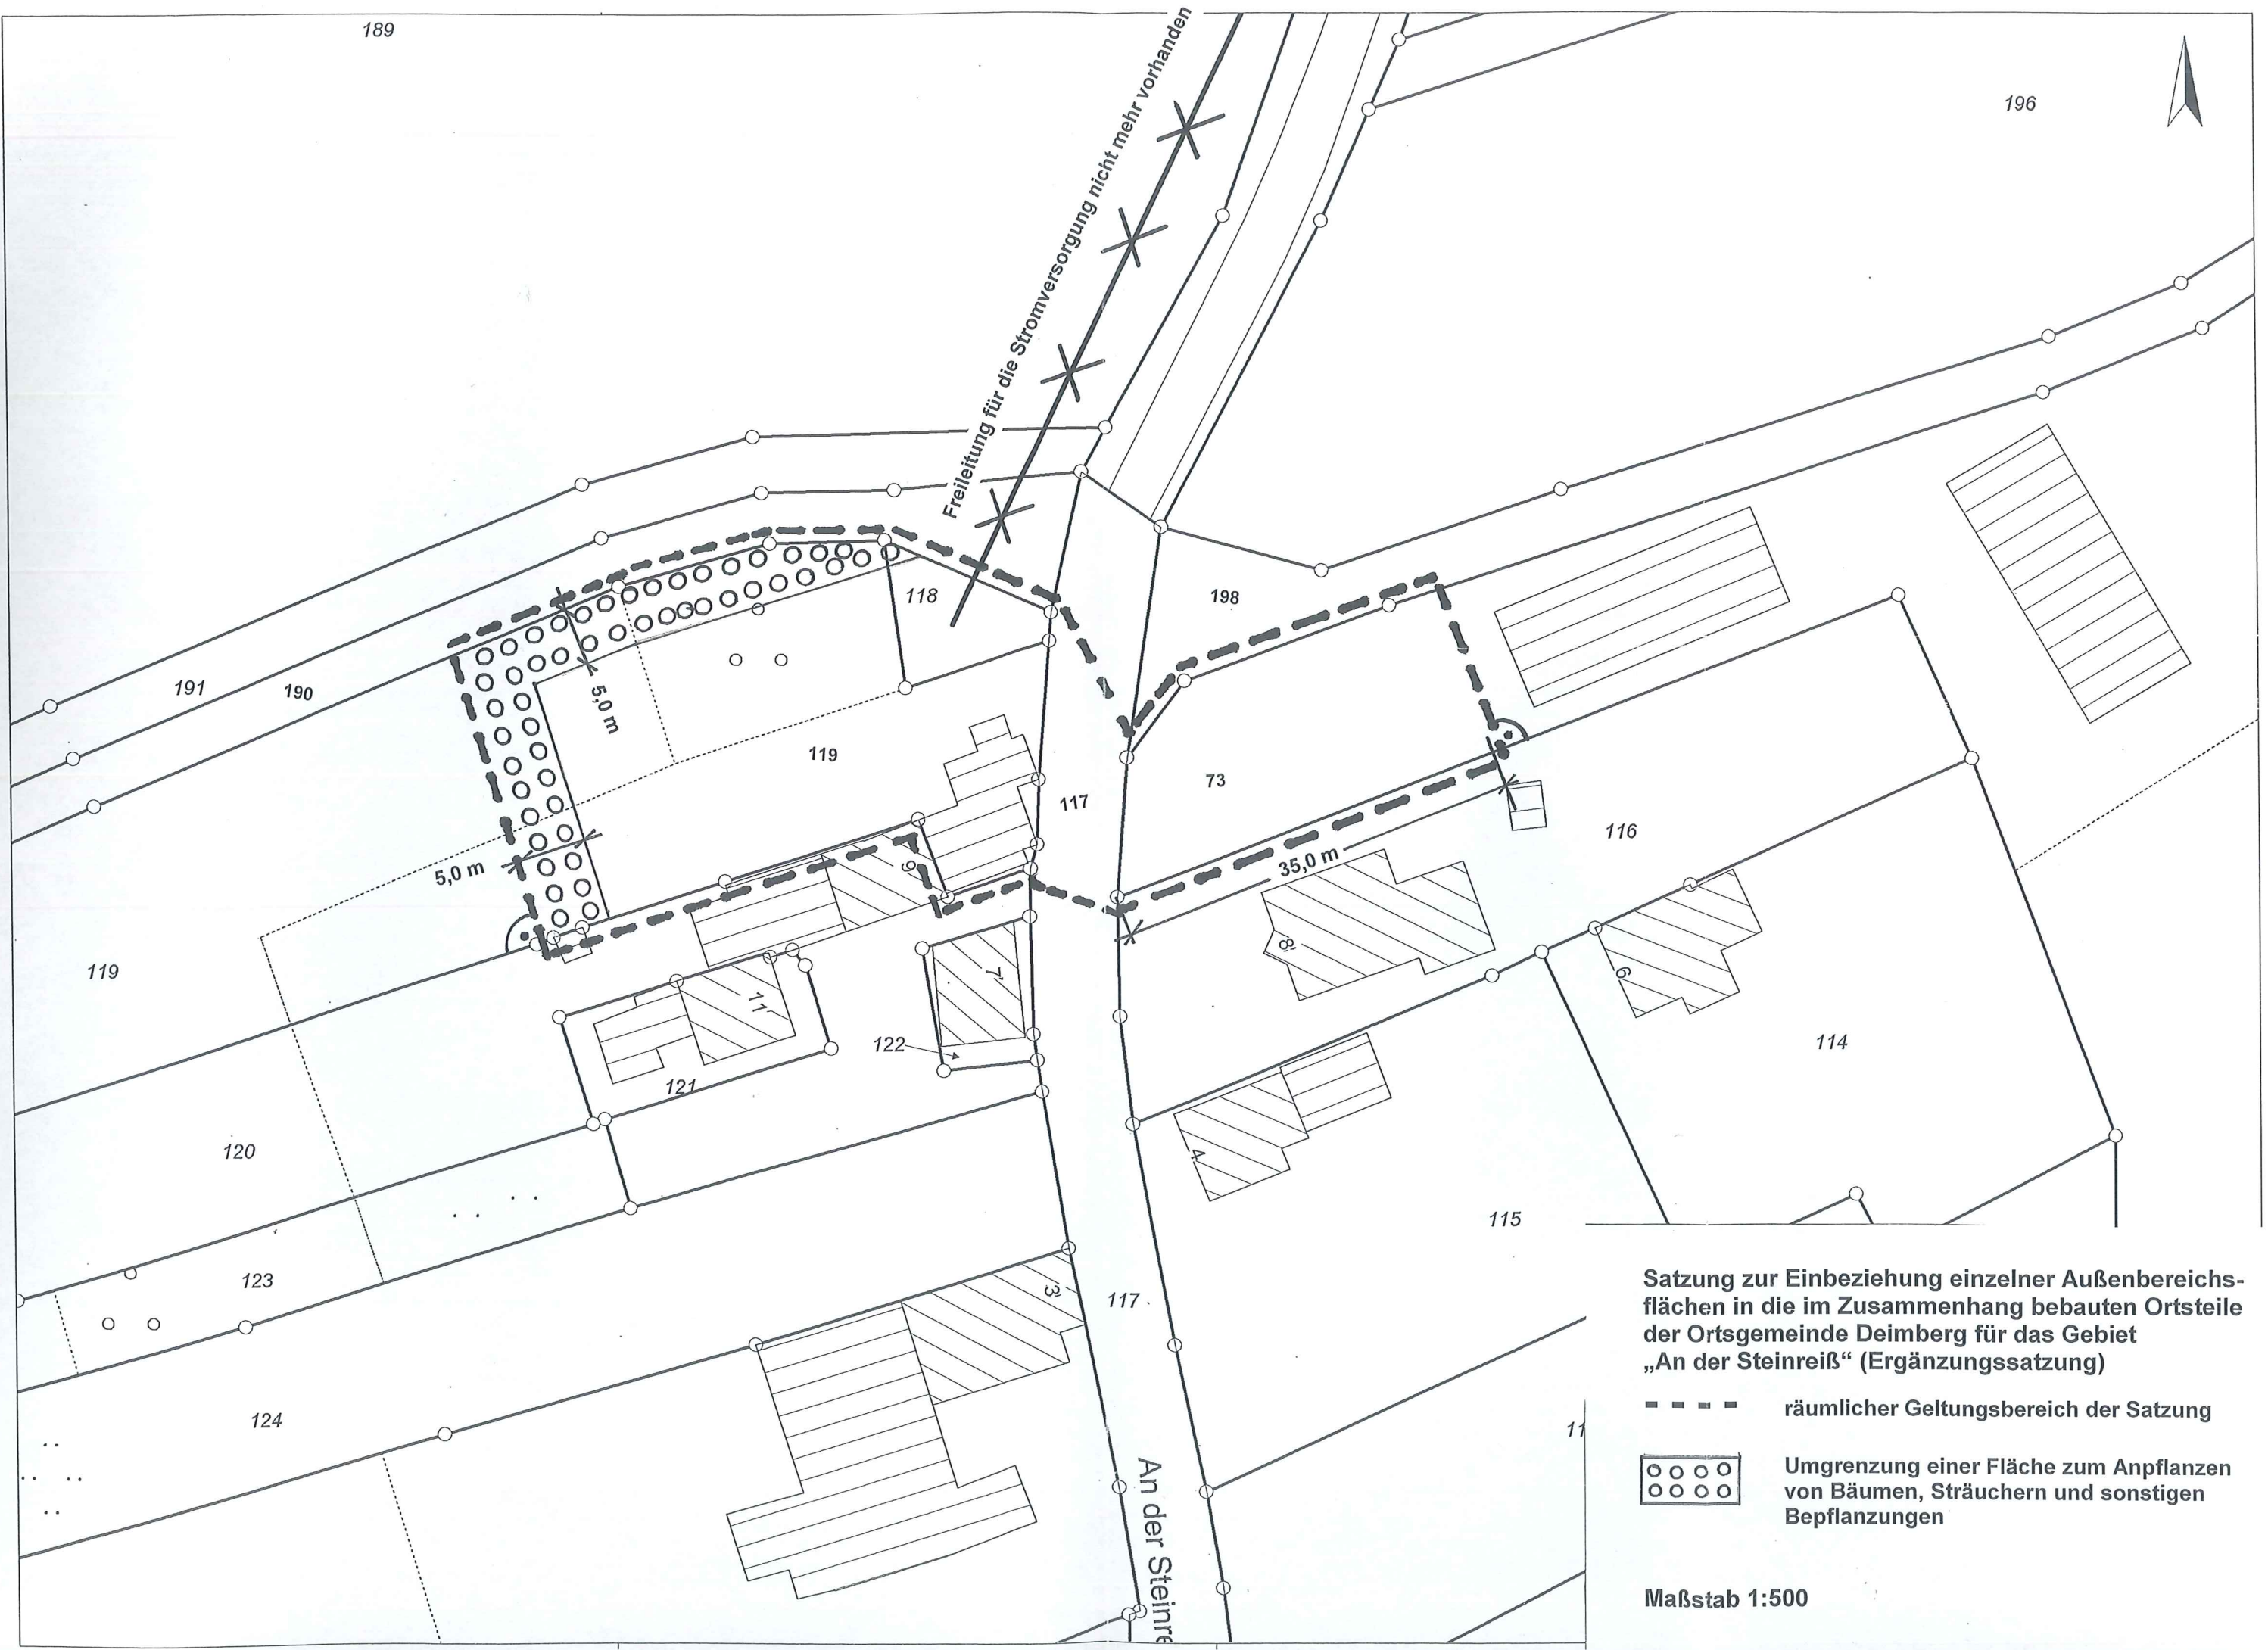 189
Freileitung für die Stromversorgung nicht mehr vorhanden
196
118
198
191
190
5,0 m
119
117
73
116
35,0 m
5,0 m
9
8
6
119
7
11
122
121
114
120
4
115
123
3
117
124
11
An der Steinre
Satzung zur Einbeziehung einzelner Außenbereichs-
flächen in die im Zusammenhang bebauten Ortsteile
der Ortsgemeinde Deimberg für das Gebiet
„An der Steinreiß“ (Ergänzungssatzung)
räumlicher Geltungsbereich der Satzung
Umgrenzung einer Fläche zum Anpflanzen
von Bäumen, Sträuchern und sonstigen
Bepflanzungen
Maßstab 1:500